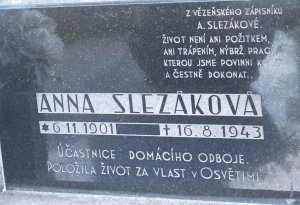 Z VĚZEŇSKÉHO ZÁPISNÍKU
A. SLEZÁKOVÉ.
ŽIVOT NENÍ ANI POŽITKEM,
ANI TRÁPENÍM, NÝBRŽ
KTEROU JSME POVINNI
A ČESTNĚ DOKONAT...
ANNA SLEZÁKOVÁ
*6.11.1901 +16.8.1943
ÚČASTNICE DOMÁCÍHO ODBOJE.
POLOŽILA ŽIVOT ZA VLAST V OSVĚTIMI.